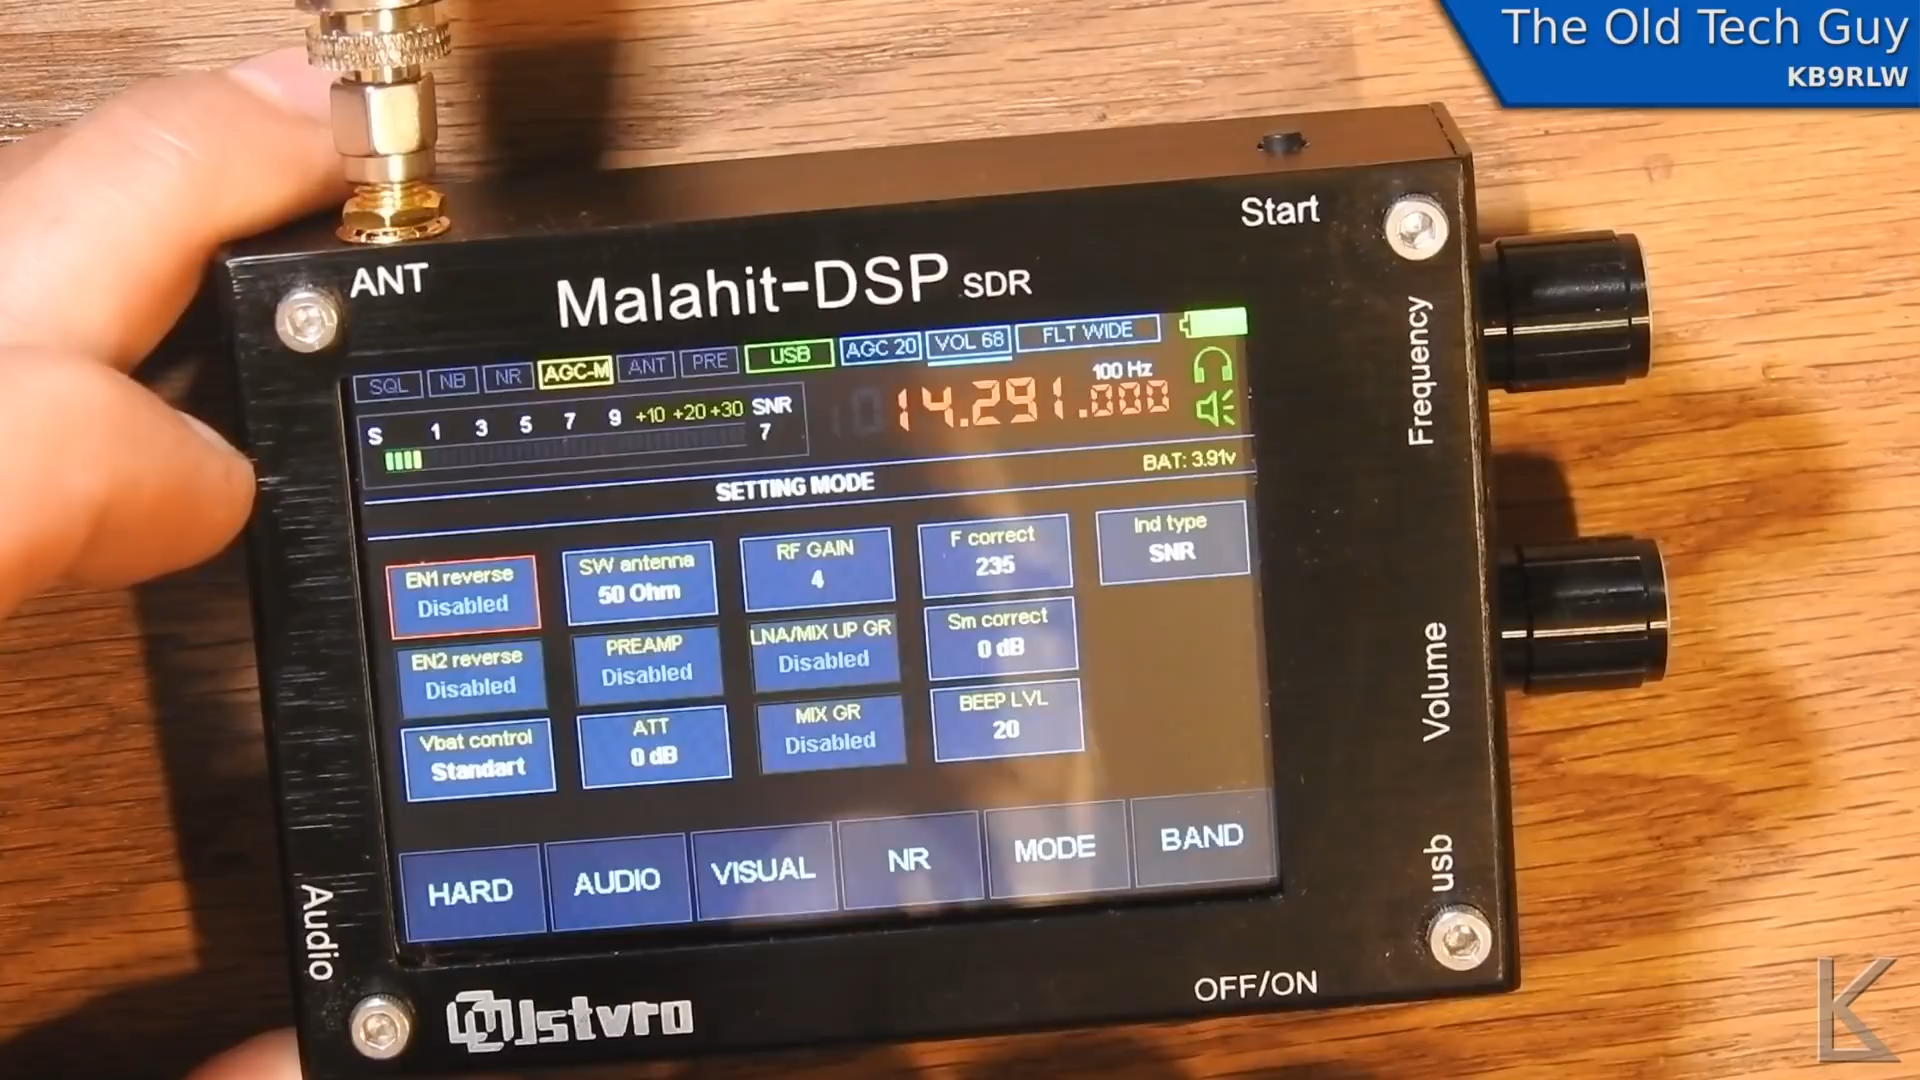 The Old Tech Guy
KB9RLW
Start
ANT
Malahit-DSP SDR
SQL NB NR AGC-M ANT PRE USB AGC 20 VOL 68 FLT WIDE
100 Hz
S 1 3 5 7 9 +10 +20 +30 SNR
7
14.291.000
BAT: 3.91v
SETTING MODE
EN1 reverse
Disabled
SW antenna
50 Ohm
RF GAIN
4
F correct
235
Ind type
SNR
EN2 reverse
Disabled
PREAMP
Disabled
LNA/MIX UP GR
Disabled
Sm correct
0 dB
Vbat control
Standart
ATT
0 dB
MIX GR
Disabled
BEEP LVL
20
HARD AUDIO VISUAL NR MODE BAND
Frequency
Volume
usb
Audio
OFF/ON